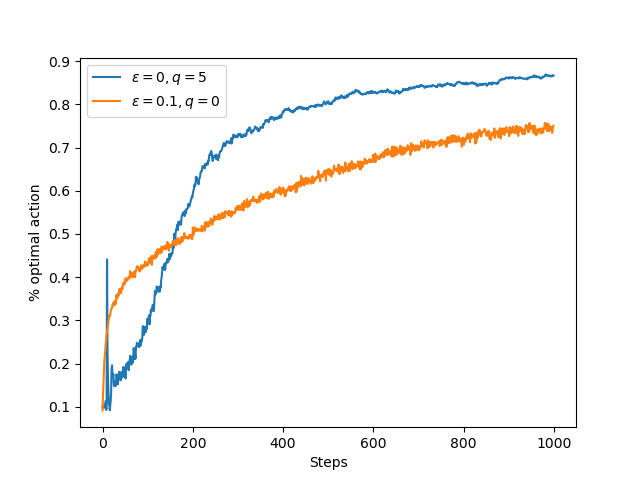 ε = 0, q = 5
ε = 0.1, q = 0
% optimal action
0.9
0.8
0.7
0.6
0.5
0.4
0.3
0.2
0.1
0 200 400 600 800 1000
Steps